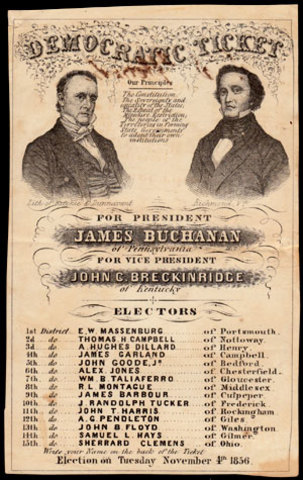 DEMOCRATIC TICKET
Our Principles
The Constitution,
The Sovereignty and
equality of the States;
The Repeal of the
Missouri Restriction;
The people of the
Territories in forming
State Governments
to adopt their own
institutions
Lith. of Ritchie & Dunnavant Richmond, Va.
FOR PRESIDENT
JAMES BUCHANAN
of Pennsylvania
FOR VICE PRESIDENT
JOHN C. BRECKINRIDGE
of Kentucky
ELECTORS
1st District. E. W. MASSENBURG of Portsmouth.
2d. do THOMAS. H. CAMPBELL of Nottoway.
3d. do A. HUGHES DILLARD of Henry.
4th. do JAMES GARLAND of Campbell.
5th. do JOHN GOODE, Jr. of Bedford.
6th. do ALEX. JONES of Chesterfield.
7th. do WM. B. TALIAFERRO of Gloucester.
8th. do R. L. MONTAGUE of Middlesex
9th. do JAMES BARBOUR of Culpeper
10th. do J. RANDOLPH TUCKER of Frederick
11th. do JOHN T. HARRIS of Rockingham
12th. do A. G. PENDLETON of Giles
13th. do JOHN B. FLOYD of Washington
14th. do SAMUEL L. HAYS of Gilmer.
15th. do SHERRARD CLEMENS of Ohio.
Write your Name on the back of the Ticket
Election on Tuesday November 4th 1856